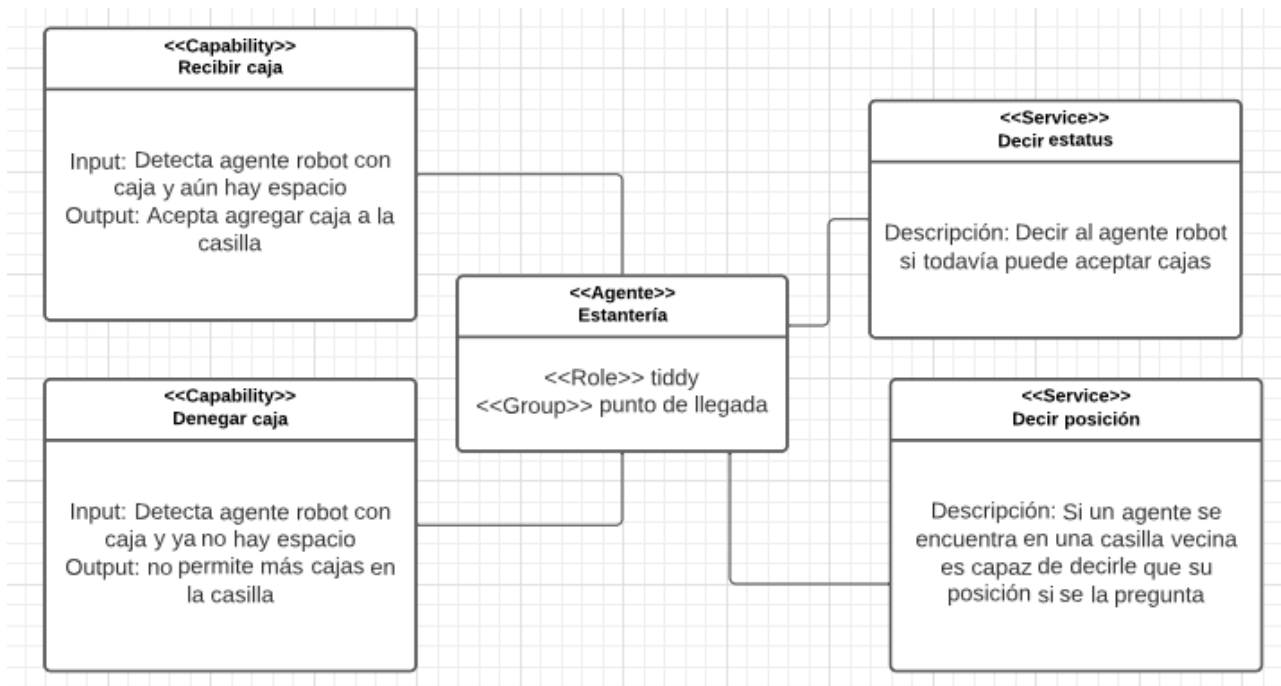 <<Capability>>
Recibir caja
Input: Detecta agente robot con
caja y aún hay espacio
Output: Acepta agregar caja a la
casilla
<<Service>>
Decir estatus
Descripción: Decir al agente robot
si todavía puede aceptar cajas
<<Agente>>
Estantería
<<Role>> tiddy
<<Group>> punto de llegada
<<Capability>>
Denegar caja
Input: Detecta agente robot con
caja y ya no hay espacio
Output: no permite más cajas en
la casilla
<<Service>>
Decir posición
Descripción: Si un agente se
encuentra en una casilla vecina
es capaz de decirle que su
posición si se la pregunta